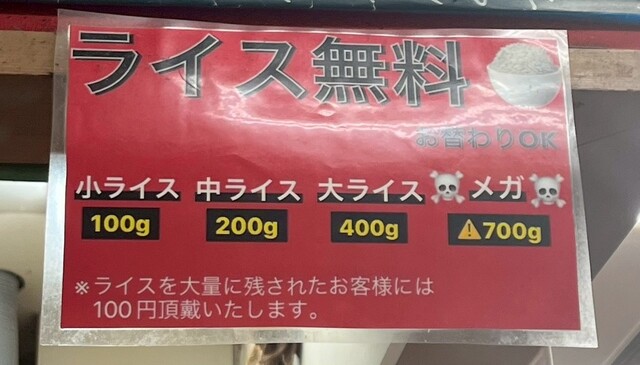 ライス無料
お替わりOK
小ライス 中ライス 大ライス ☠メガ☠
100g 200g 400g ⚠700g
※ライスを大量に残されたお客様には
100円頂戴いたします。